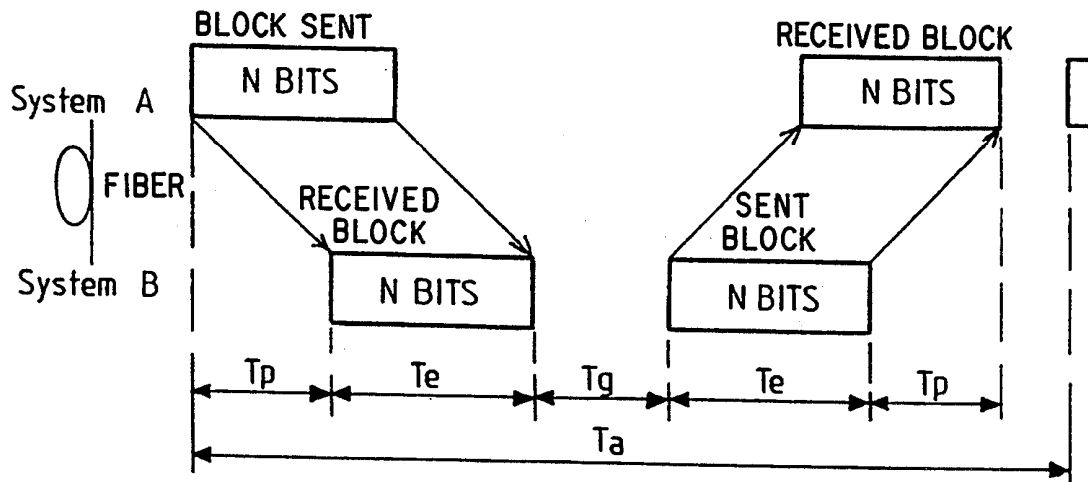 BLOCK SENT
RECEIVED BLOCK
N BITS
N BITS
System A
FIBER
RECEIVED
BLOCK
SENT
BLOCK
System B
N BITS
N BITS
Tp
Te
Tg
Te
Tp
Ta